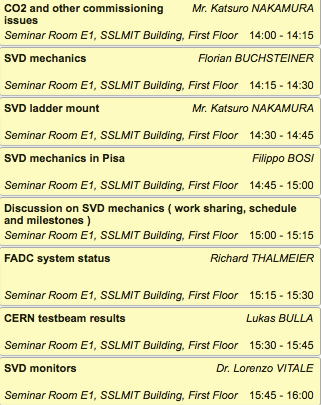 CO2 and other commissioning Mr. Katsuro NAKAMURA
issues
Seminar Room E1, SSLMIT Building, First Floor 14:00 - 14:15
SVD mechanics Florian BUCHSTEINER
Seminar Room E1, SSLMIT Building, First Floor 14:15 - 14:30
SVD ladder mount Mr. Katsuro NAKAMURA
Seminar Room E1, SSLMIT Building, First Floor 14:30 - 14:45
SVD mechanics in Pisa Filippo BOSI
Seminar Room E1, SSLMIT Building, First Floor 14:45 - 15:00
Discussion on SVD mechanics ( work sharing, schedule
and milestones )
Seminar Room E1, SSLMIT Building, First Floor 15:00 - 15:15
FADC system status Richard THALMEIER
Seminar Room E1, SSLMIT Building, First Floor 15:15 - 15:30
CERN testbeam results Lukas BULLA
Seminar Room E1, SSLMIT Building, First Floor 15:30 - 15:45
SVD monitors Dr. Lorenzo VITALE
Seminar Room E1, SSLMIT Building, First Floor 15:45 - 16:00